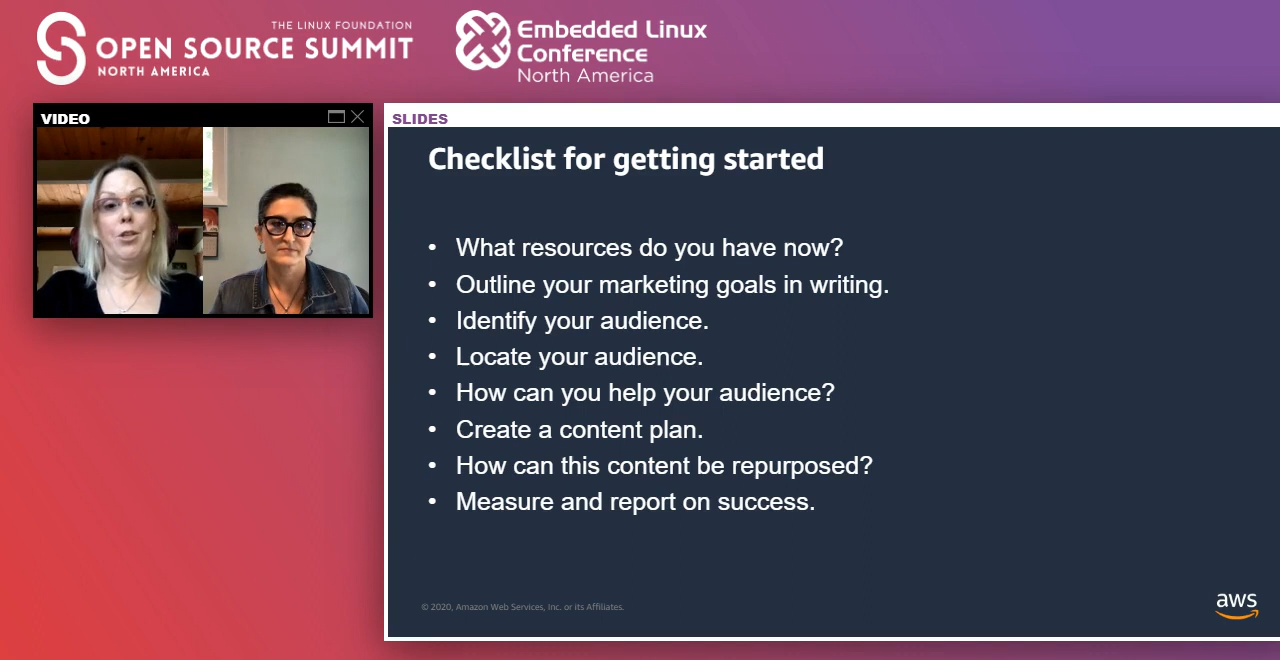 THE LINUX FOUNDATION
OPEN SOURCE SUMMIT
NORTH AMERICA
Embedded Linux
Conference
North America
VIDEO
SLIDES
Checklist for getting started
• What resources do you have now?
• Outline your marketing goals in writing.
• Identify your audience.
• Locate your audience.
• How can you help your audience?
• Create a content plan.
• How can this content be repurposed?
• Measure and report on success.
© 2020, Amazon Web Services, Inc. or its Affiliates.
aws